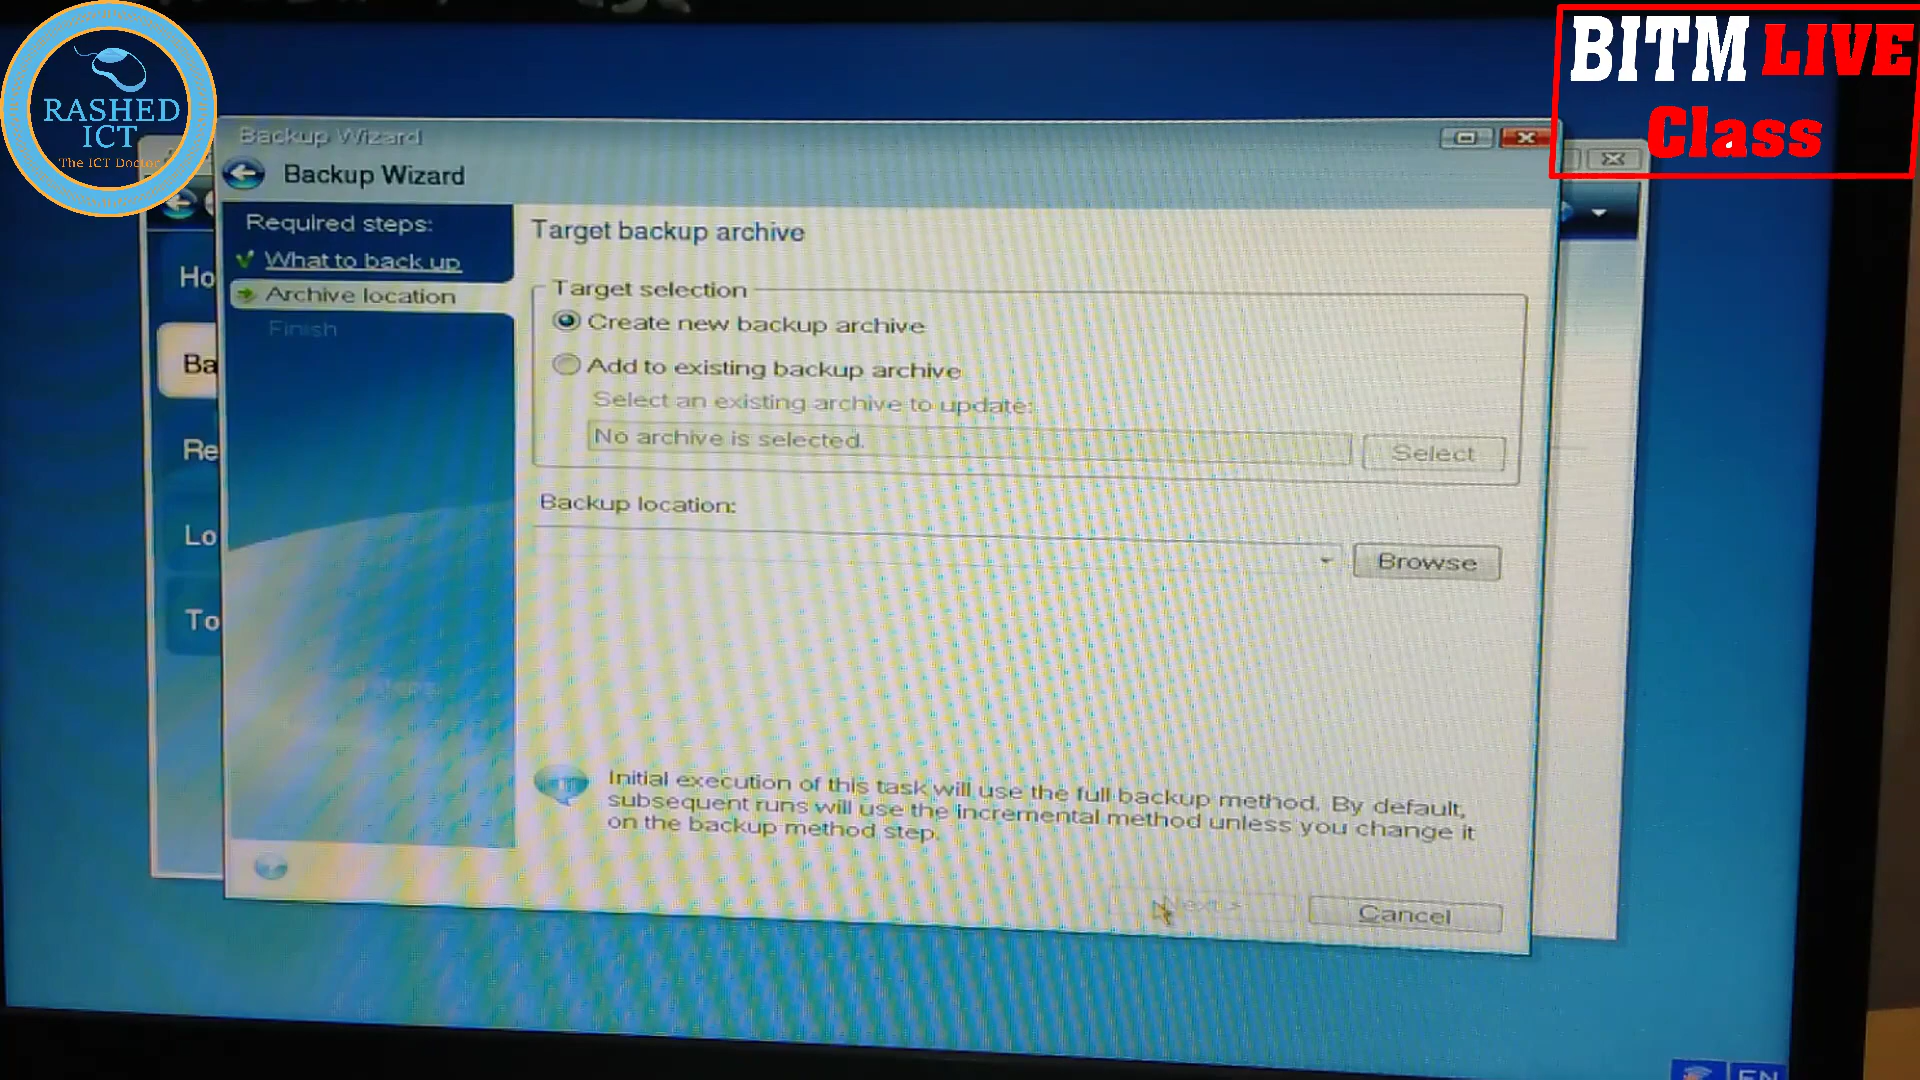 RASHED
ICT
The ICT Doctor
BITM LIVE
Class
Backup Wizard
Backup Wizard
Required steps:
What to back up
Archive location
Finish
Target backup archive
Target selection
Create new backup archive
Add to existing backup archive
Select an existing archive to update:
No archive is selected.
Select
Backup location:
Browse
Initial execution of this task will use the full backup method. By default,
subsequent runs will use the incremental method unless you change it
on the backup method step.
Next >
Cancel
Ho
Ba
Re
Lo
To
EN